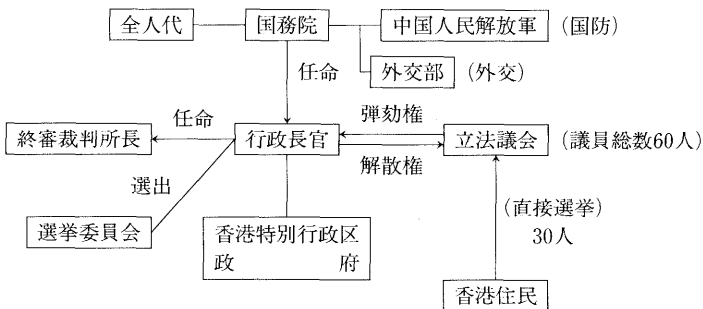 全人代
国務院
中国人民解放軍 (国防)
外交部 (外交)
任命
終審裁判所長
任命
行政長官
弾劾権
解散権
立法議会 (議員総数60人)
選出
選挙委員会
香港特別行政区
政府
(直接選挙)
30人
香港住民